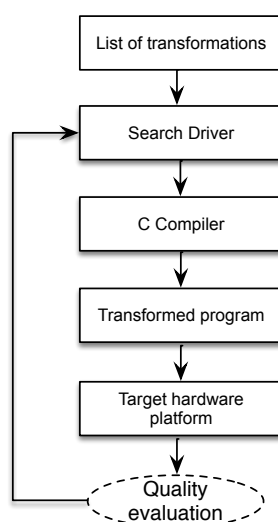 List of transformations
Search Driver
C Compiler
Transformed program
Target hardware
platform
Quality
evaluation